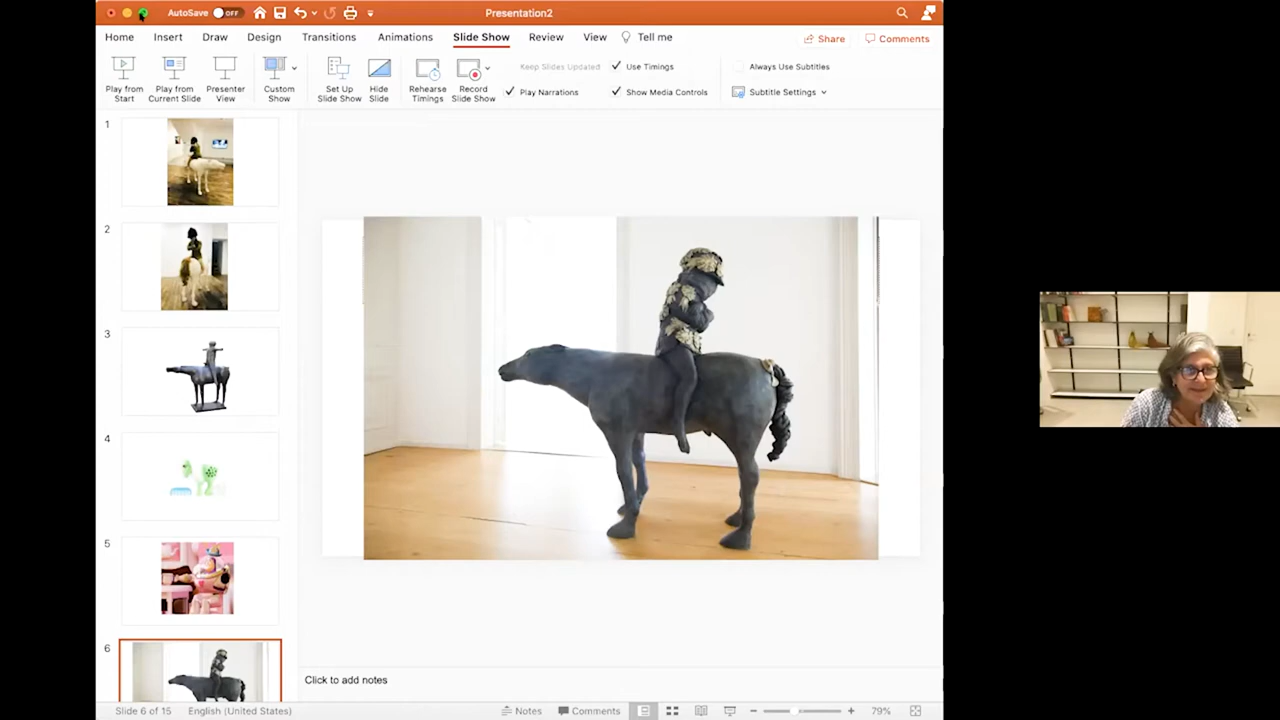 AutoSave OFF Presentation2
Home Insert Draw Design Transitions Animations Slide Show Review View Tell me Share Comments
Play from Start
Play from Current Slide
Presenter View
Custom Show
Set Up Slide Show
Hide Slide
Rehearse Timings
Record Slide Show
Keep Slides Updated Use Timings Always Use Subtitles
Play Narrations Show Media Controls Subtitle Settings
1
2
3
4
5
6
Click to add notes
Slide 6 of 15 English (United States) Notes Comments 79%